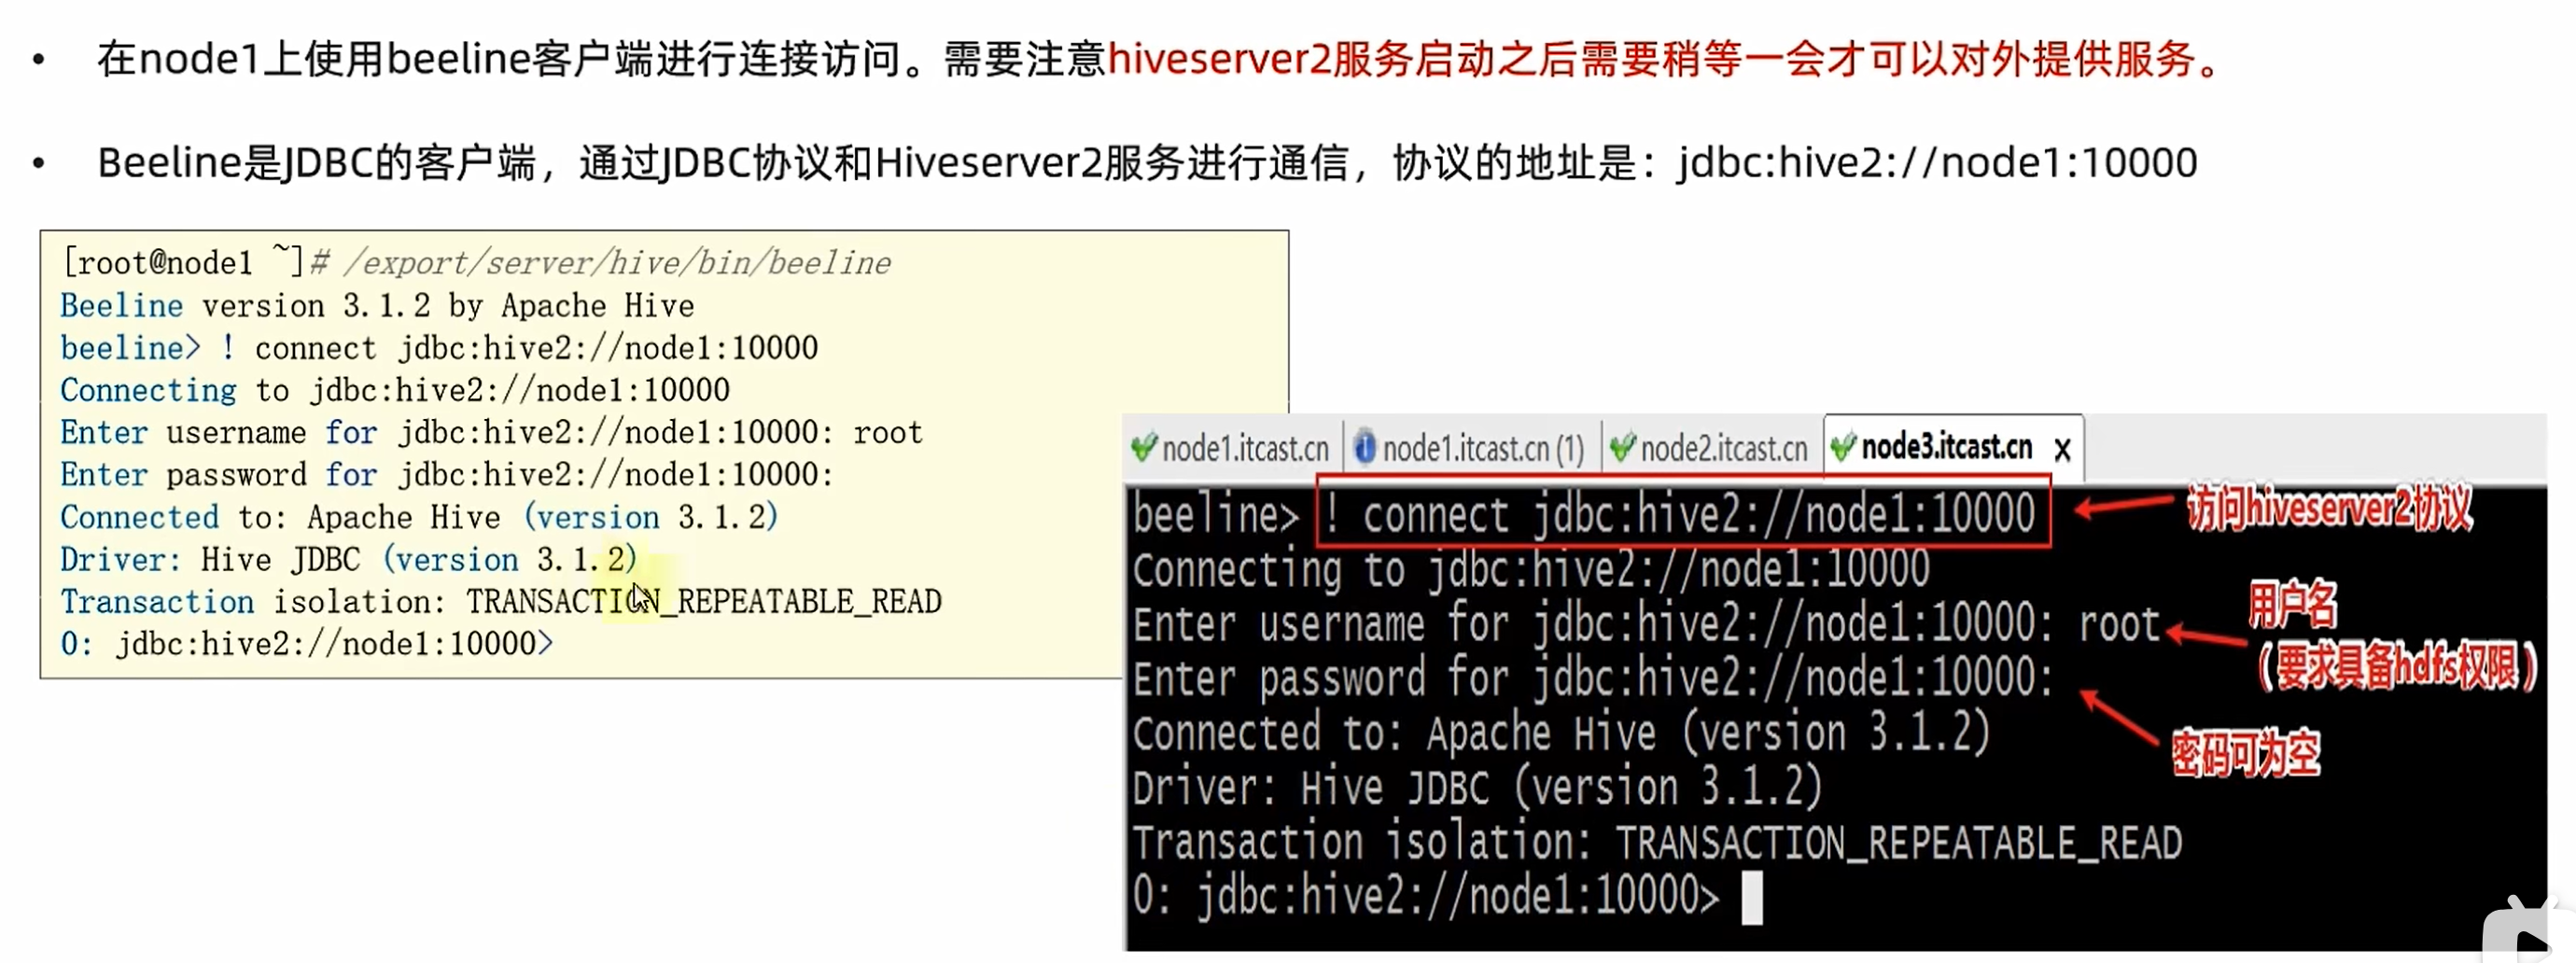 • 在node1上使用beeline客户端进行连接访问。需要注意hiveserver2服务启动之后需要稍等一会才可以对外提供服务。
• Beeline是JDBC的客户端，通过JDBC协议和Hiveserver2服务进行通信，协议的地址是：jdbc:hive2://node1:10000
[root@node1 ~]# /export/server/hive/bin/beeline
Beeline version 3.1.2 by Apache Hive
beeline> ! connect jdbc:hive2://node1:10000
Connecting to jdbc:hive2://node1:10000
Enter username for jdbc:hive2://node1:10000: root
Enter password for jdbc:hive2://node1:10000:
Connected to: Apache Hive (version 3.1.2)
Driver: Hive JDBC (version 3.1.2)
Transaction isolation: TRANSACTION_REPEATABLE_READ
0: jdbc:hive2://node1:10000>
node1.itcast.cn node1.itcast.cn (1) node2.itcast.cn node3.itcast.cn x
beeline> ! connect jdbc:hive2://node1:10000 访问hiveserver2协议
Connecting to jdbc:hive2://node1:10000
Enter username for jdbc:hive2://node1:10000: root 用户名
（要求具备hdfs权限）
Enter password for jdbc:hive2://node1:10000:
密码可为空
Connected to: Apache Hive (version 3.1.2)
Driver: Hive JDBC (version 3.1.2)
Transaction isolation: TRANSACTION_REPEATABLE_READ
0: jdbc:hive2://node1:10000>